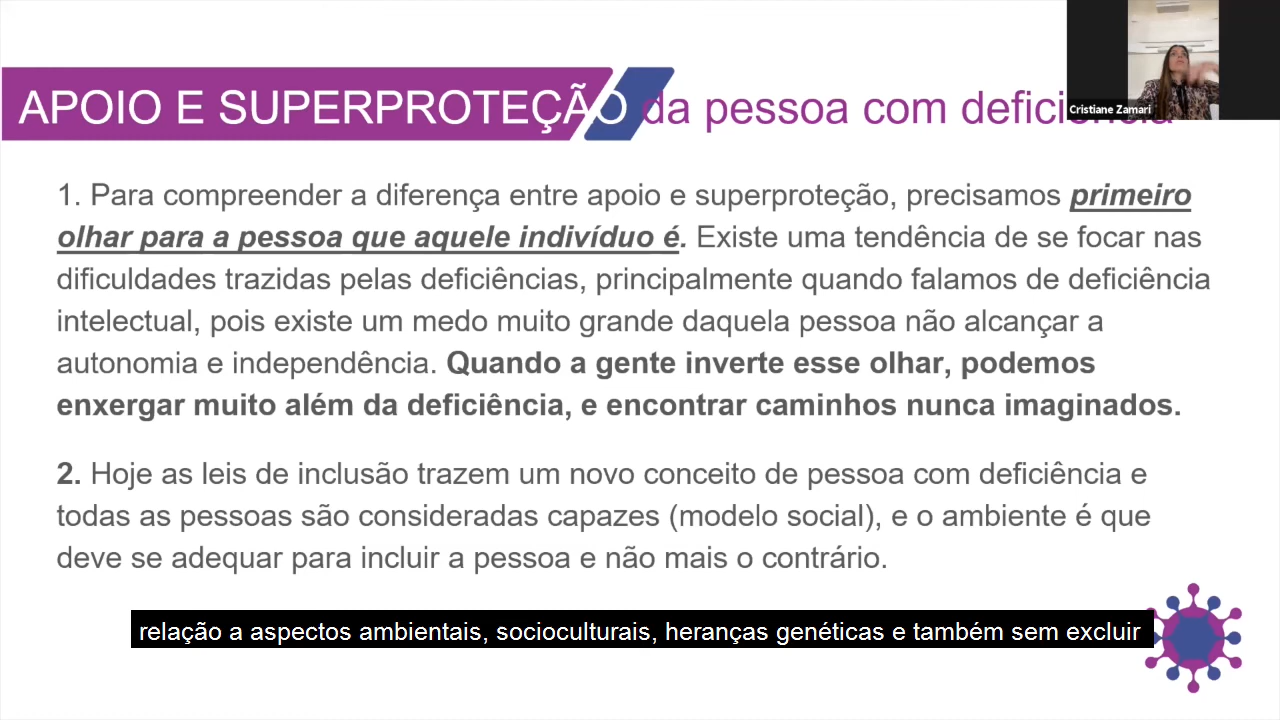 APOIO E SUPERPROTEÇÃO da pessoa com deficiência
Cristiane Zamari
1. Para compreender a diferença entre apoio e superproteção, precisamos primeiro
olhar para a pessoa que aquele indivíduo é. Existe uma tendência de se focar nas
dificuldades trazidas pelas deficiências, principalmente quando falamos de deficiência
intelectual, pois existe um medo muito grande daquela pessoa não alcançar a
autonomia e independência. Quando a gente inverte esse olhar, podemos
enxergar muito além da deficiência, e encontrar caminhos nunca imaginados.
2. Hoje as leis de inclusão trazem um novo conceito de pessoa com deficiência e
todas as pessoas são consideradas capazes (modelo social), e o ambiente é que
deve se adequar para incluir a pessoa e não mais o contrário.
relação a aspectos ambientais, socioculturais, heranças genéticas e também sem excluir